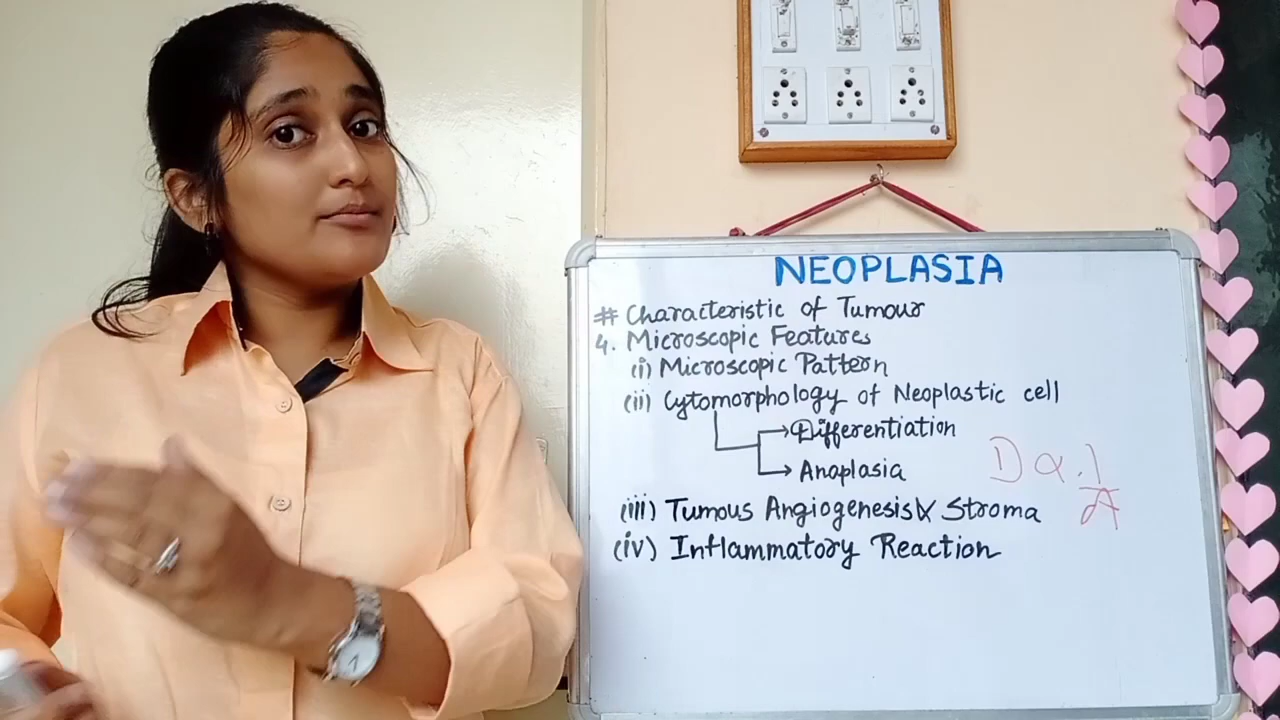 NEOPLASIA
# Characteristic of Tumour
4. Microscopic Features
(i) Microscopic Pattern
(ii) Cytomorphology of Neoplastic cell
Differentiation
Anaplasia
D α 1/A
(iii) Tumous Angiogenesis & Stroma
(iv) Inflammatory Reaction